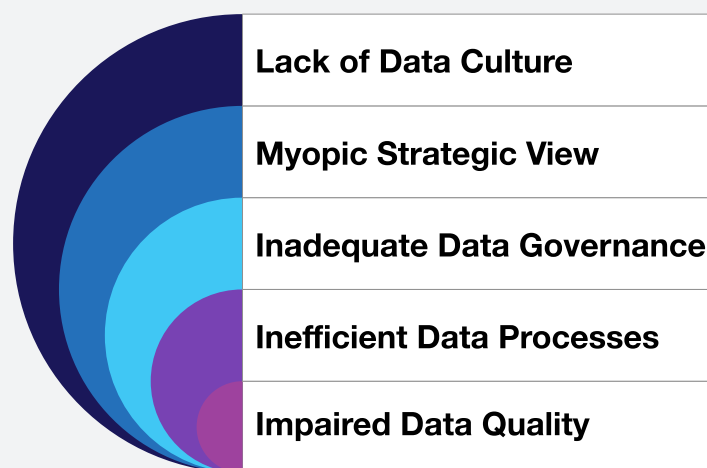 Lack of Data Culture
Myopic Strategic View
Inadequate Data Governance
Inefficient Data Processes
Impaired Data Quality